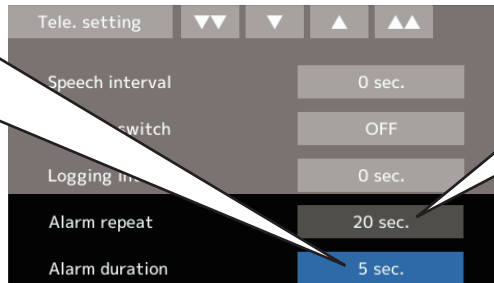 Tele. setting ▼▼ ▼ ▲ ▲▲
Speech interval 0 sec.
switch OFF
Logging 0 sec.
Alarm repeat 20 sec.
Alarm duration 5 sec.